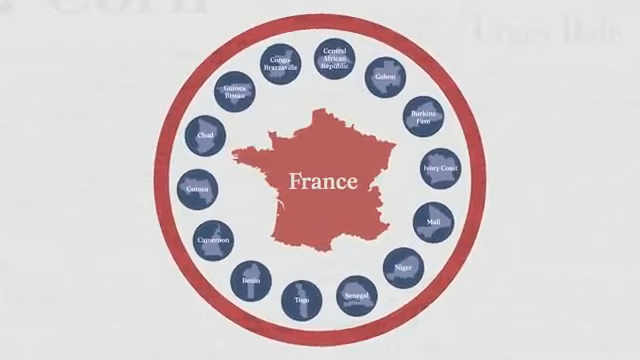 Central
African
Republic
Gabon
Burkina
Faso
Ivory Coast
Mali
Niger
Senegal
Togo
Benin
Cameroon
Guinea
Chad
Guinea
Bissau
Congo-
Brazzaville
France